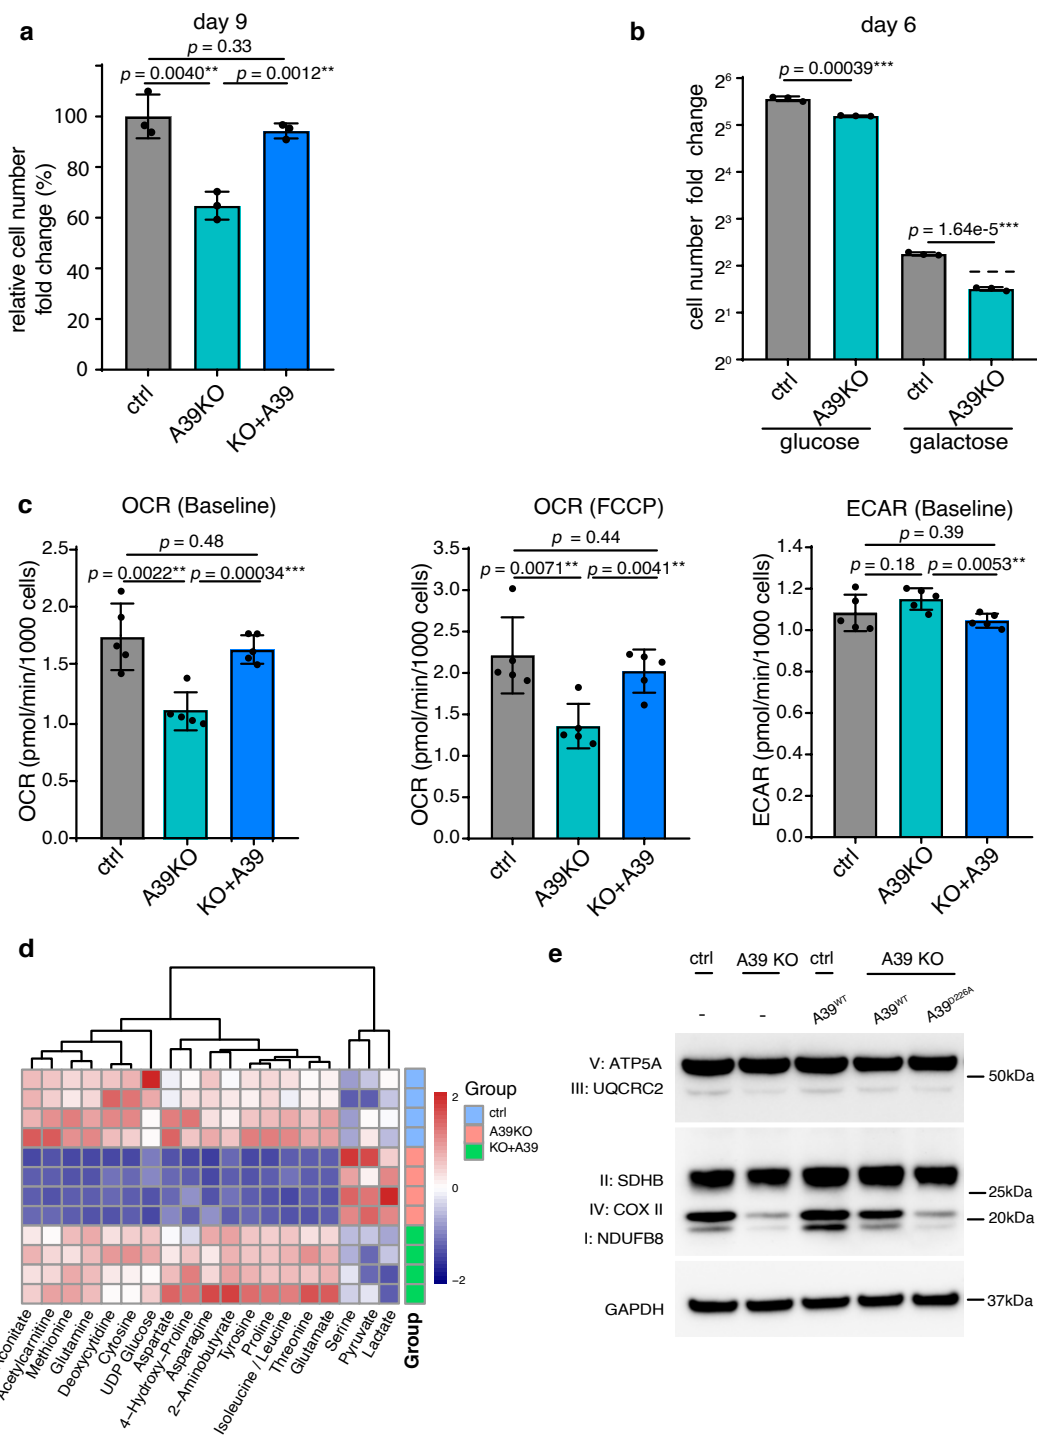 a
day 9
p = 0.33
p = 0.0040** p = 0.0012**
relative cell number
fold change (%)
100
80
60
40
20
0
ctrl
A39KO
KO+A39
b
day 6
p = 0.00039***
p = 1.64e-5***
cell number fold change
2⁶
2⁵
2⁴
2³
2²
2¹
2⁰
ctrl
A39KO
ctrl
A39KO
glucose
galactose
c
OCR (Baseline)
p = 0.48
p = 0.0022** p = 0.00034***
OCR (pmol/min/1000 cells)
2.5
2.0
1.5
1.0
0.5
0.0
ctrl
A39KO
KO+A39
OCR (FCCP)
p = 0.44
p = 0.0071** p = 0.0041**
OCR (pmol/min/1000 cells)
3.5
3.0
2.5
2.0
1.5
1.0
0.5
0.0
ctrl
A39KO
KO+A39
ECAR (Baseline)
p = 0.39
p = 0.18 p = 0.0053**
ECAR (pmol/min/1000 cells)
1.4
1.2
1.0
0.8
0.6
0.4
0.2
0.0
ctrl
A39KO
KO+A39
d
Group
ctrl
A39KO
KO+A39
2
0
−2
Acetylcarnitine
Methionine
Glutamine
Deoxycytidine
Cytosine
UDP Glucose
Aspartate
4−Hydroxy−Proline
Asparagine
2−Aminobutyrate
Tyrosine
Proline
Isoleucine / Leucine
Threonine
Glutamate
Serine
Pyruvate
Lactate
Group
e
ctrl A39 KO ctrl A39 KO
- - A39ᵂᵀ A39ᵂᵀ A39ᴰ²²⁶ᴬ
V: ATP5A
III: UQCRC2
50kDa
II: SDHB
IV: COX II
I: NDUFB8
25kDa
20kDa
GAPDH
37kDa